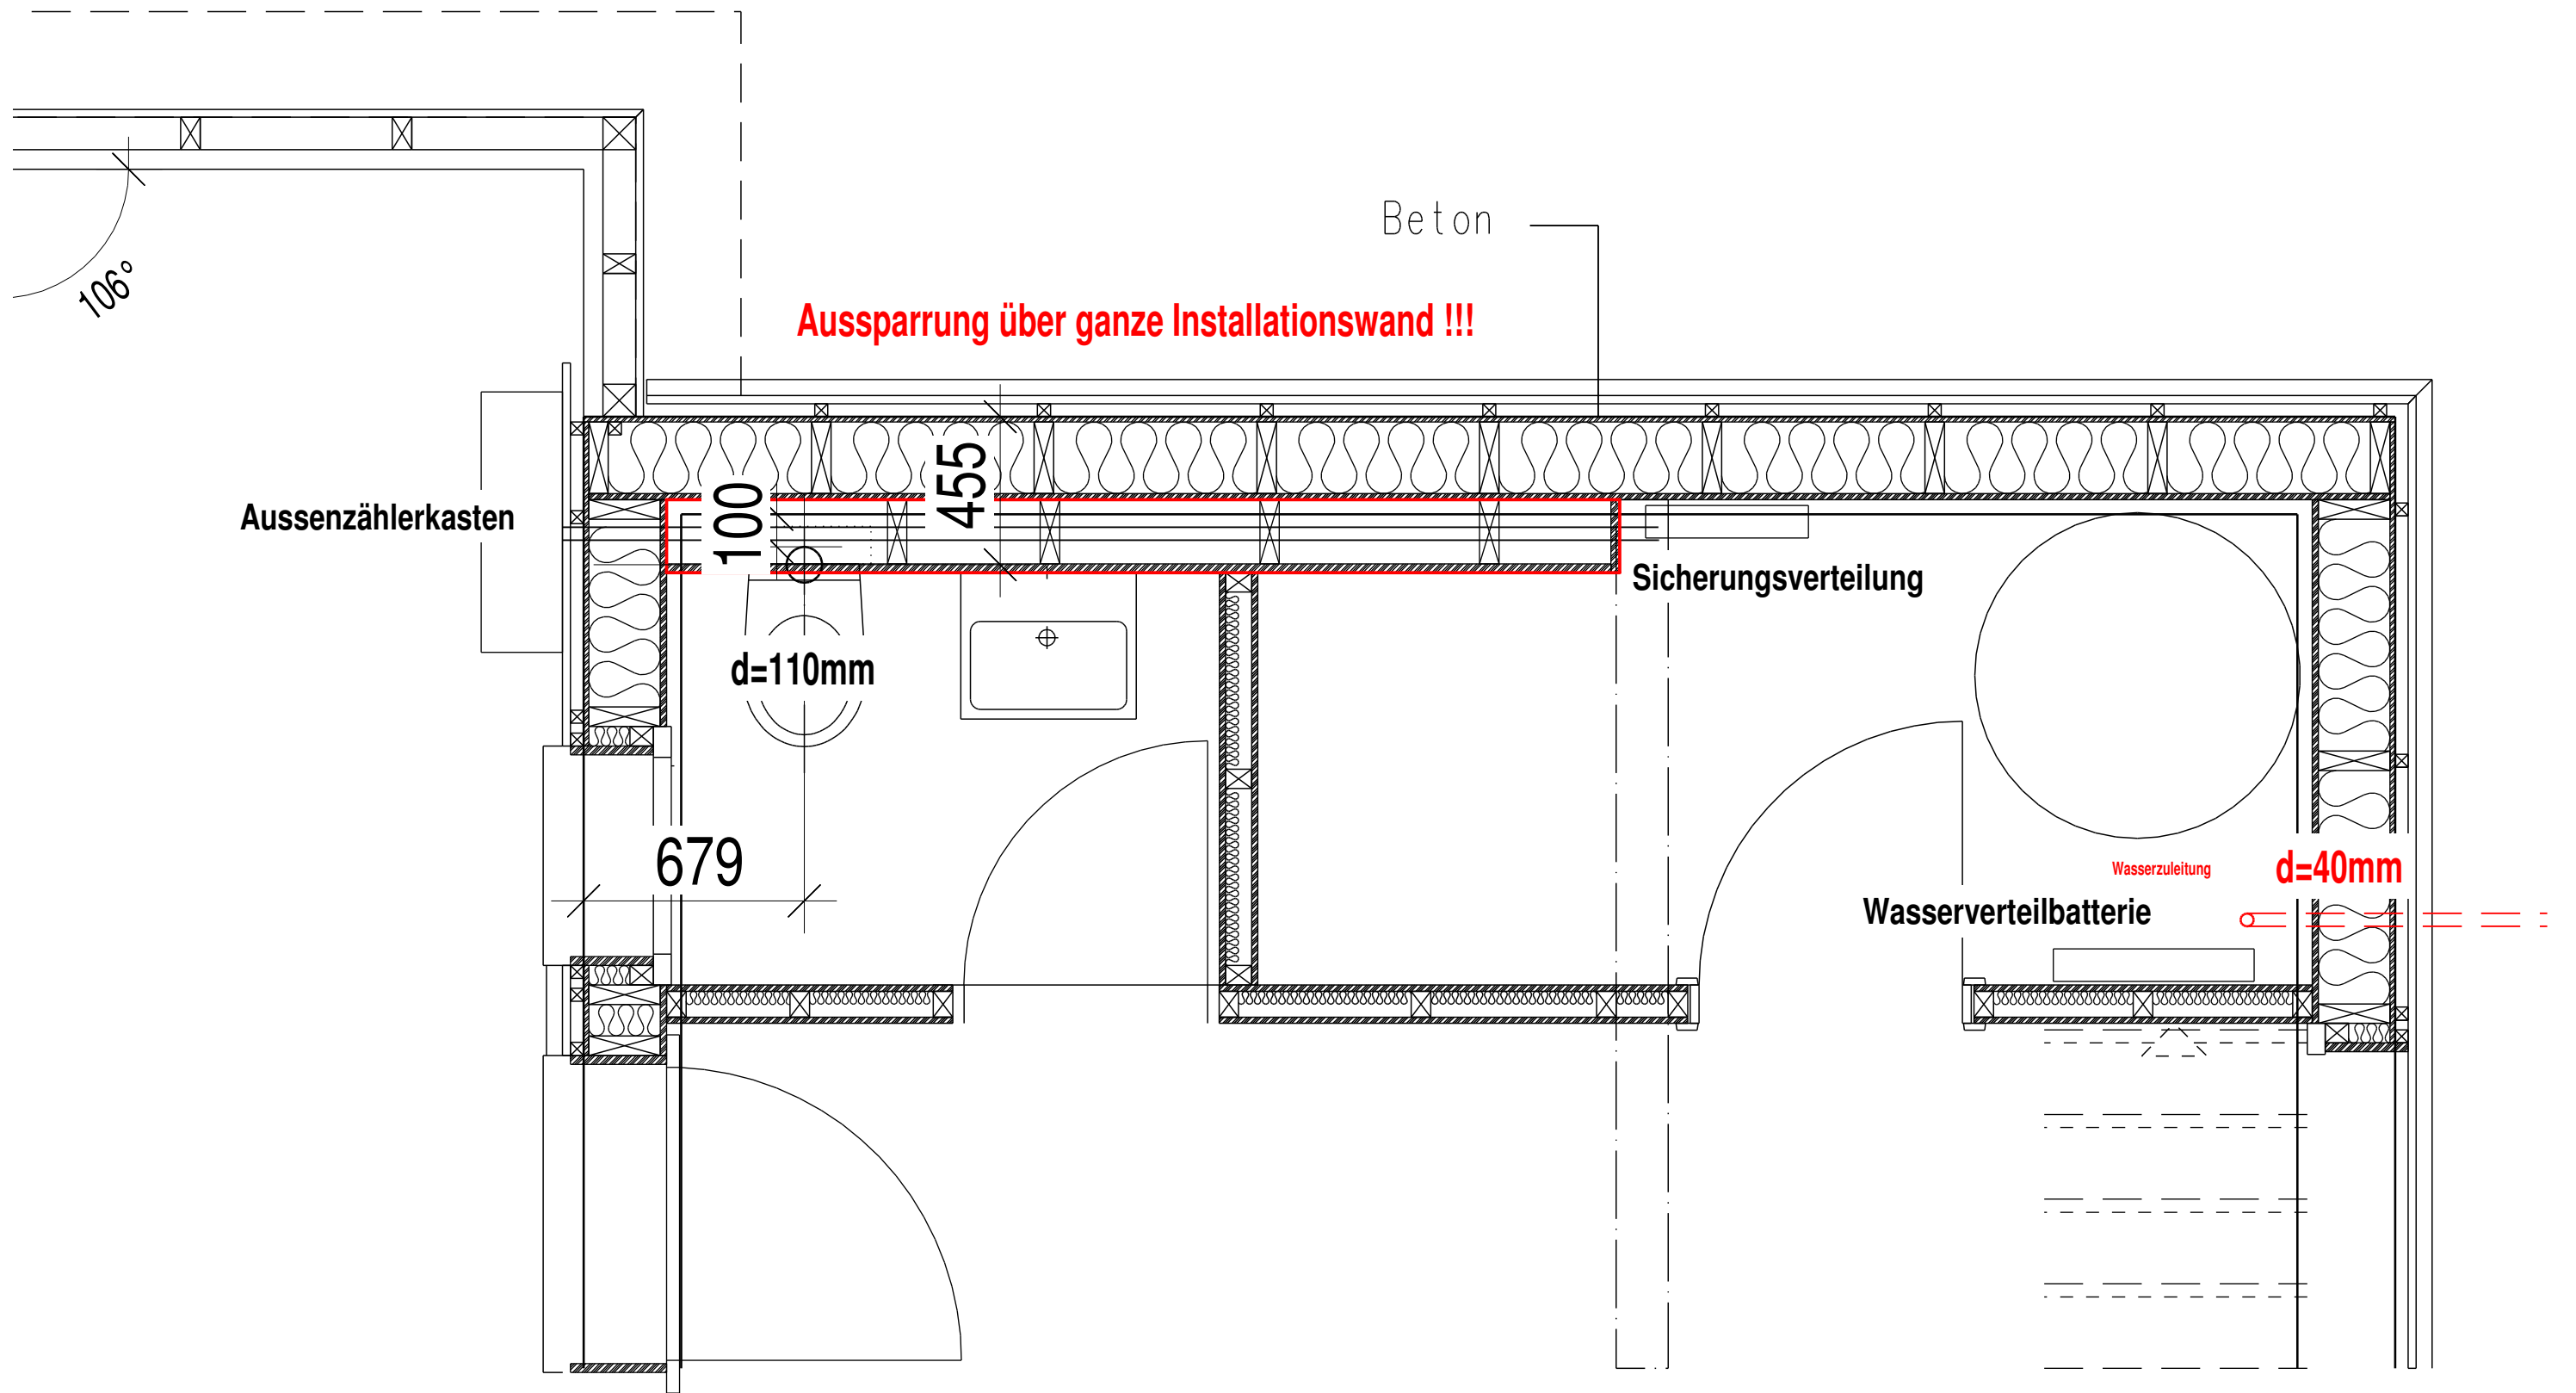 Beton
106°
Aussparrung über ganze Installationswand !!!
455
100
Aussenzählerkasten
Sicherungsverteilung
d=110mm
679
Wasserzuleitung
d=40mm
Wasserverteilbatterie